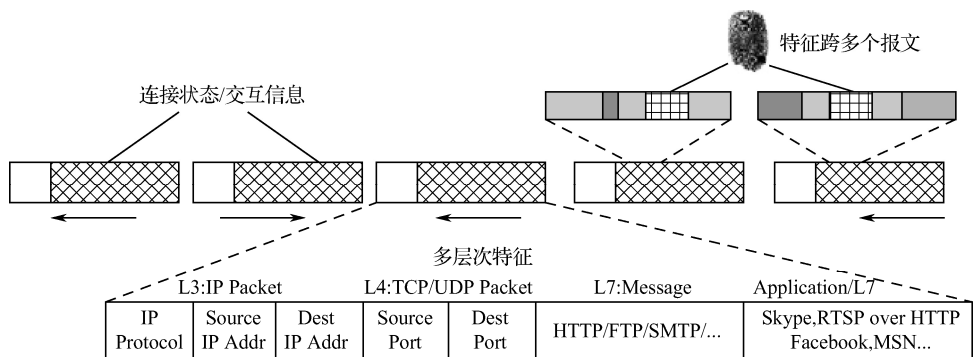 特征跨多个报文
连接状态/交互信息
多层次特征
L3:IP Packet
L4:TCP/UDP Packet
L7:Message
Application/L7
IP
Protocol
Source
IP Addr
Dest
IP Addr
Source
Port
Dest
Port
HTTP/FTP/SMTP/...
Skype,RTSP over HTTP
Facebook,MSN...